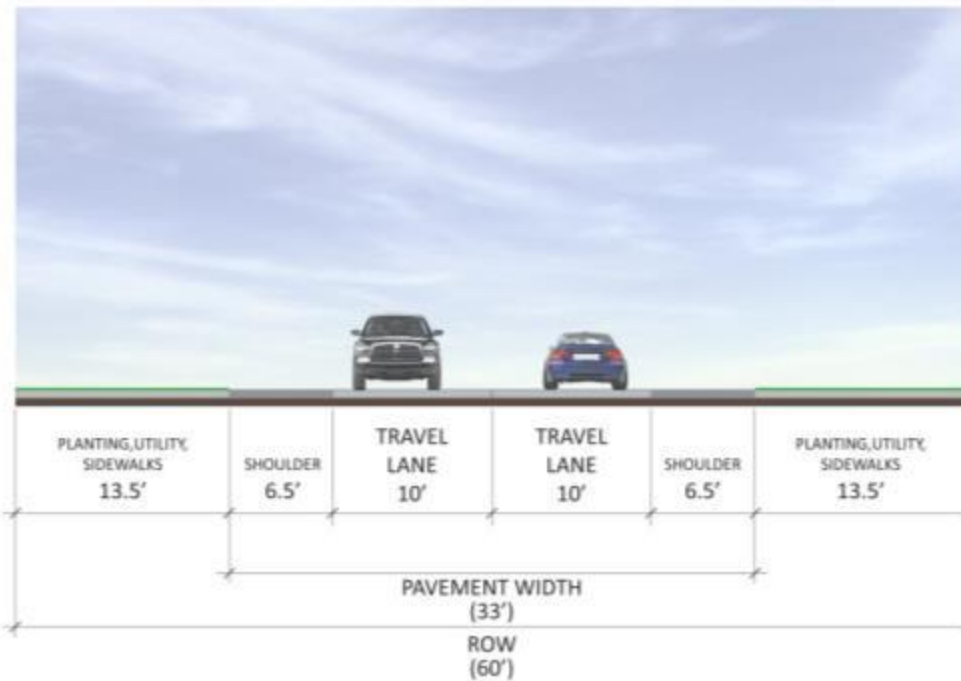 PLANTING,UTILITY,
SIDEWALKS
13.5’
SHOULDER
6.5’
TRAVEL
LANE
10’
TRAVEL
LANE
10’
SHOULDER
6.5’
PLANTING,UTILITY,
SIDEWALKS
13.5’
PAVEMENT WIDTH
(33’)
ROW
(60’)